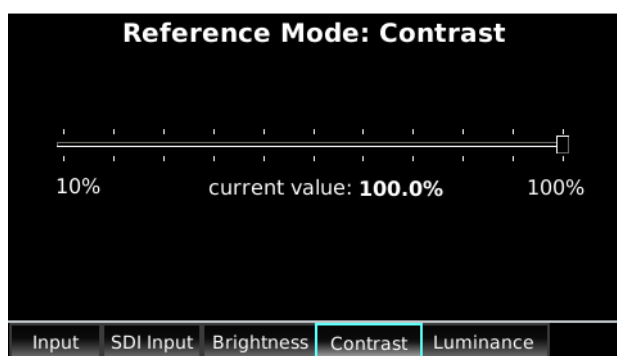 Reference Mode: Contrast
10% current value: 100.0% 100%
Input SDI Input Brightness Contrast Luminance